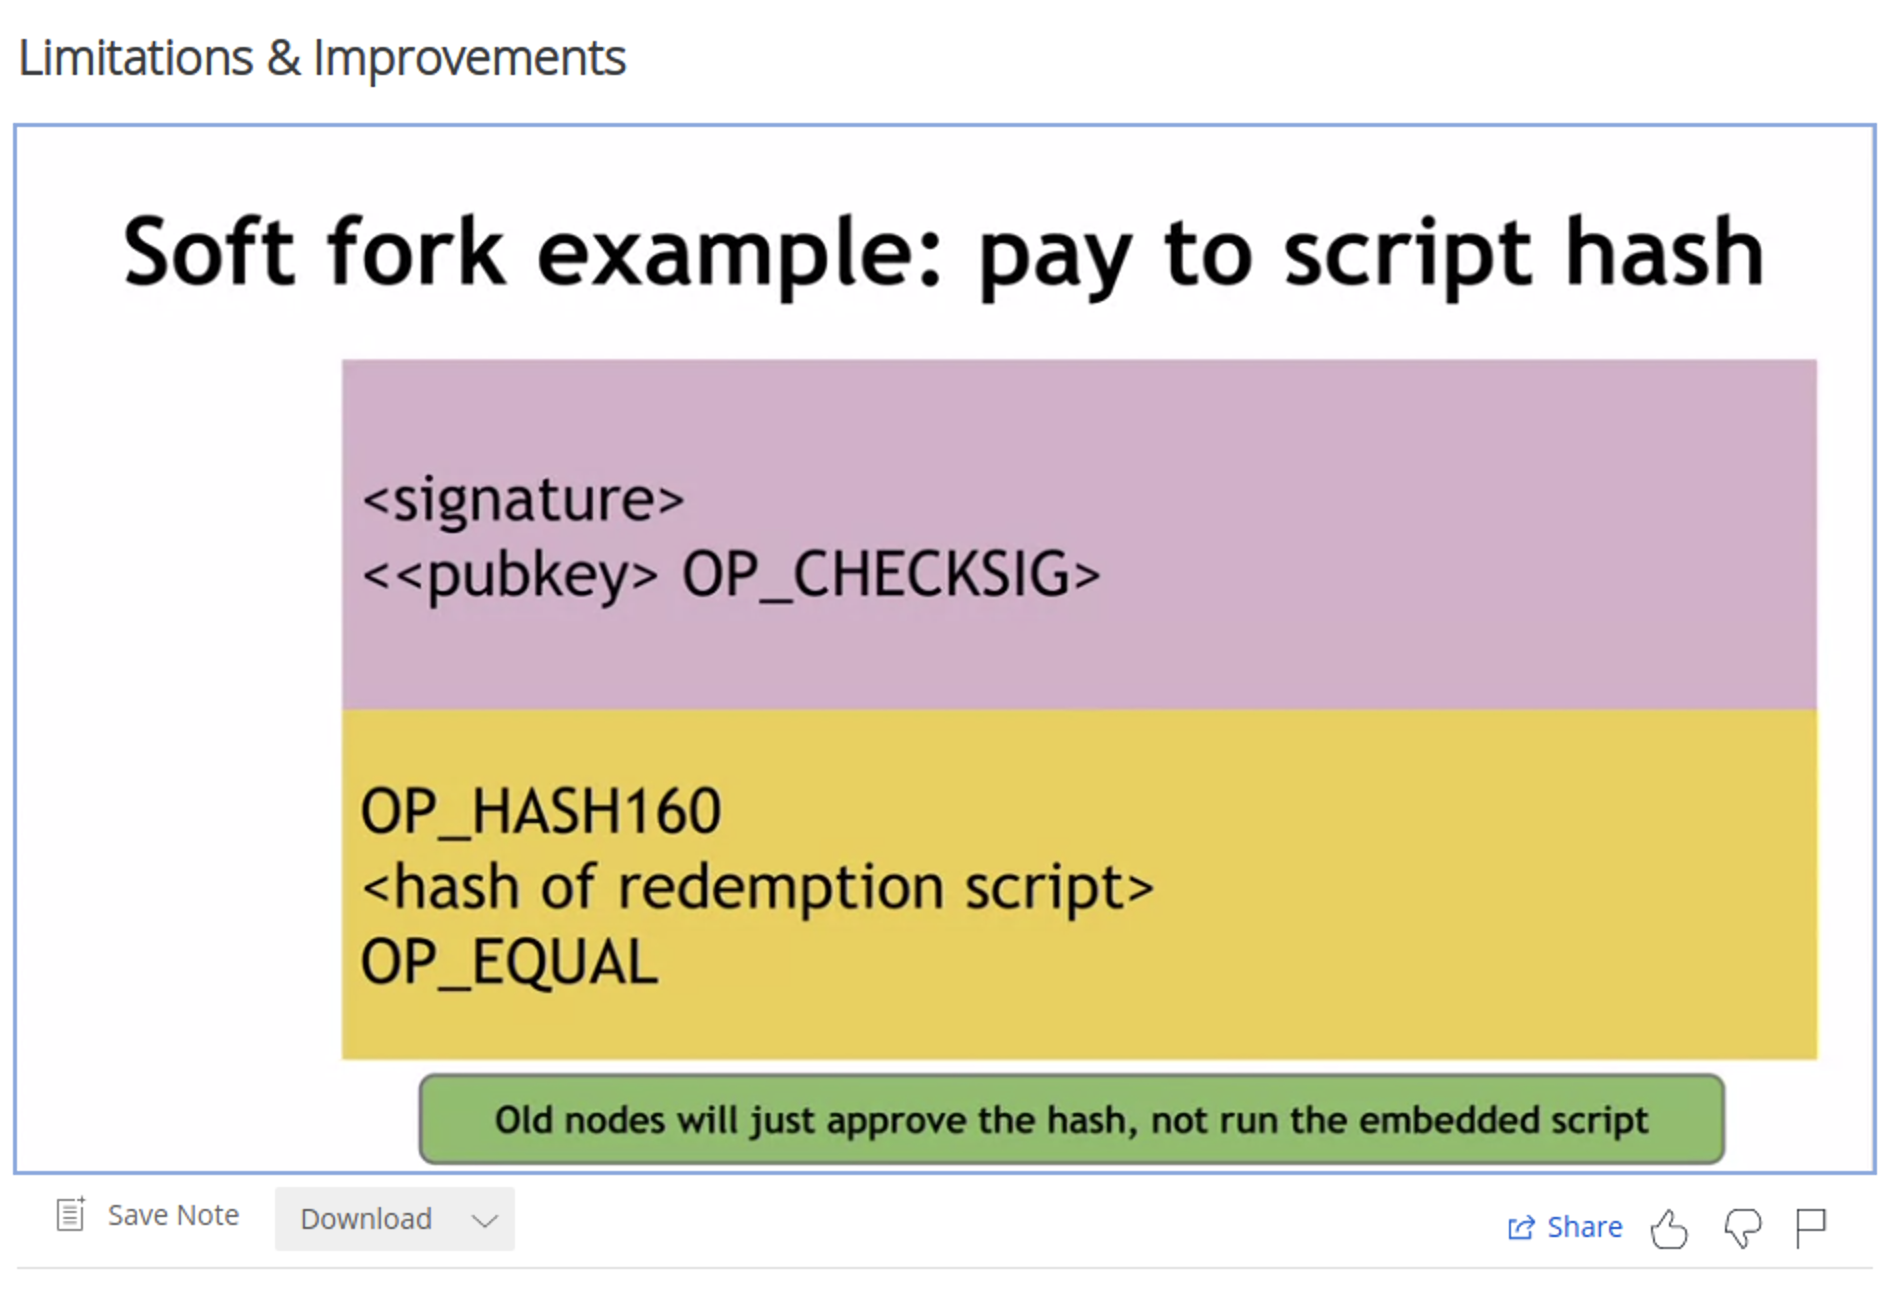 Limitations & Improvements
Soft fork example: pay to script hash
<signature>
<<pubkey> OP_CHECKSIG>
OP_HASH160
<hash of redemption script>
OP_EQUAL
Old nodes will just approve the hash, not run the embedded script
Save Note
Download
Share